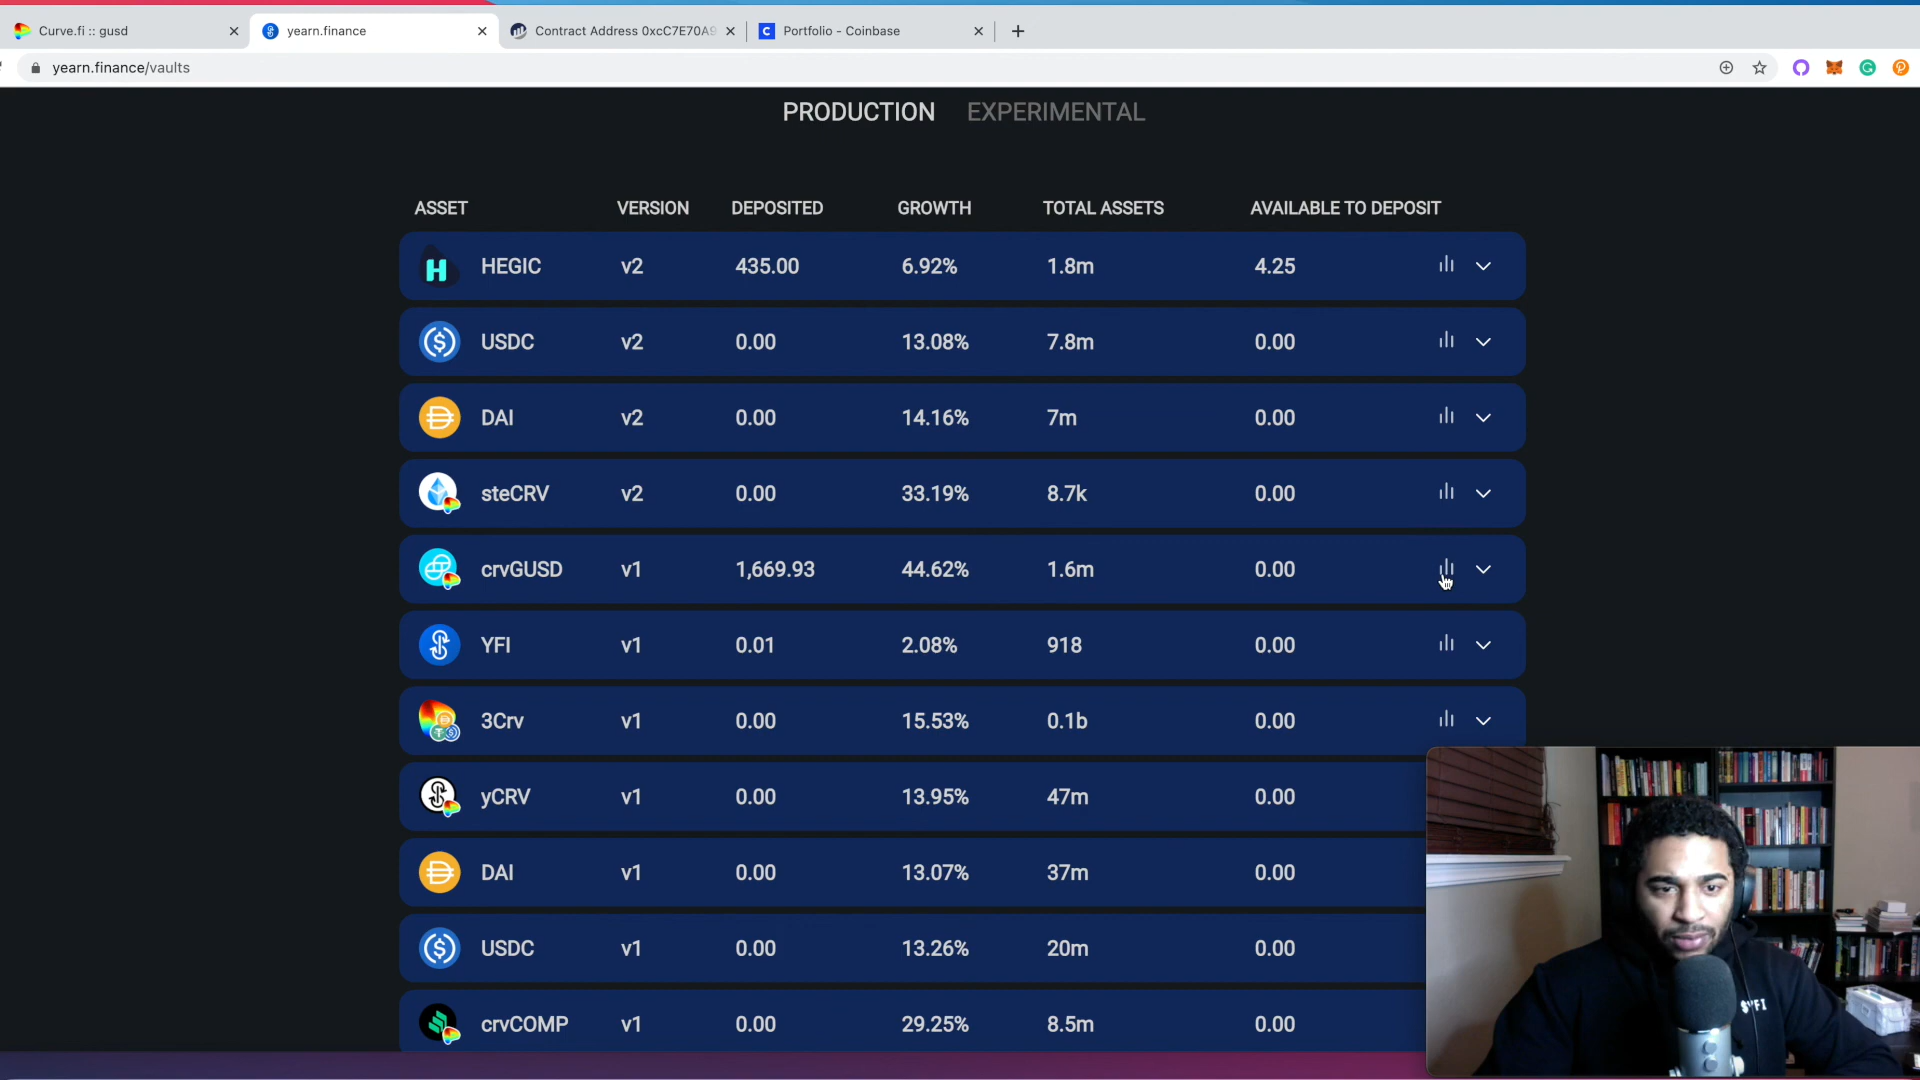 Curve.fi :: gusd
yearn.finance
Contract Address 0xcC7E70A9
Portfolio - Coinbase
yearn.finance/vaults
PRODUCTION EXPERIMENTAL
ASSET VERSION DEPOSITED GROWTH TOTAL ASSETS AVAILABLE TO DEPOSIT
HEGIC v2 435.00 6.92% 1.8m 4.25
USDC v2 0.00 13.08% 7.8m 0.00
DAI v2 0.00 14.16% 7m 0.00
steCRV v2 0.00 33.19% 8.7k 0.00
crvGUSD v1 1,669.93 44.62% 1.6m 0.00
YFI v1 0.01 2.08% 918 0.00
3Crv v1 0.00 15.53% 0.1b 0.00
yCRV v1 0.00 13.95% 47m 0.00
DAI v1 0.00 13.07% 37m 0.00
USDC v1 0.00 13.26% 20m 0.00
crvCOMP v1 0.00 29.25% 8.5m 0.00
$YFI